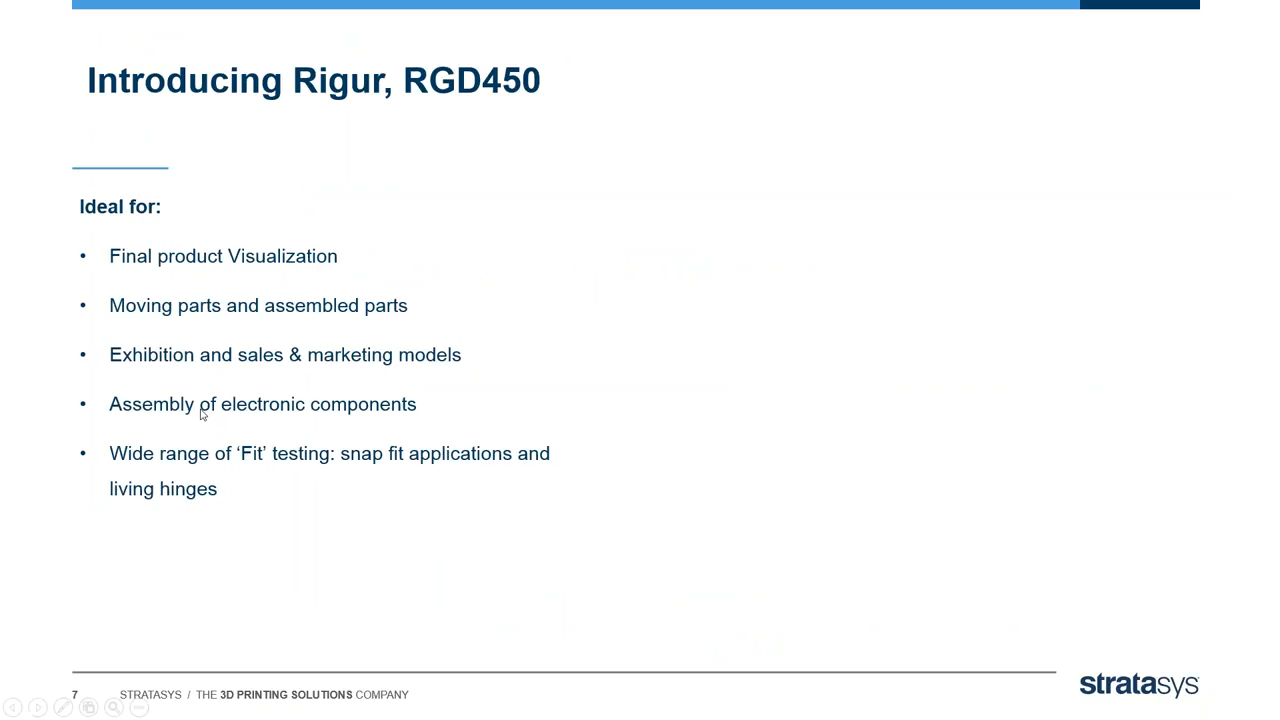 Introducing Rigur, RGD450
Ideal for:
• Final product Visualization
• Moving parts and assembled parts
• Exhibition and sales & marketing models
• Assembly of electronic components
• Wide range of ‘Fit’ testing: snap fit applications and
living hinges
7 STRATASYS / THE 3D PRINTING SOLUTIONS COMPANY
stratasys